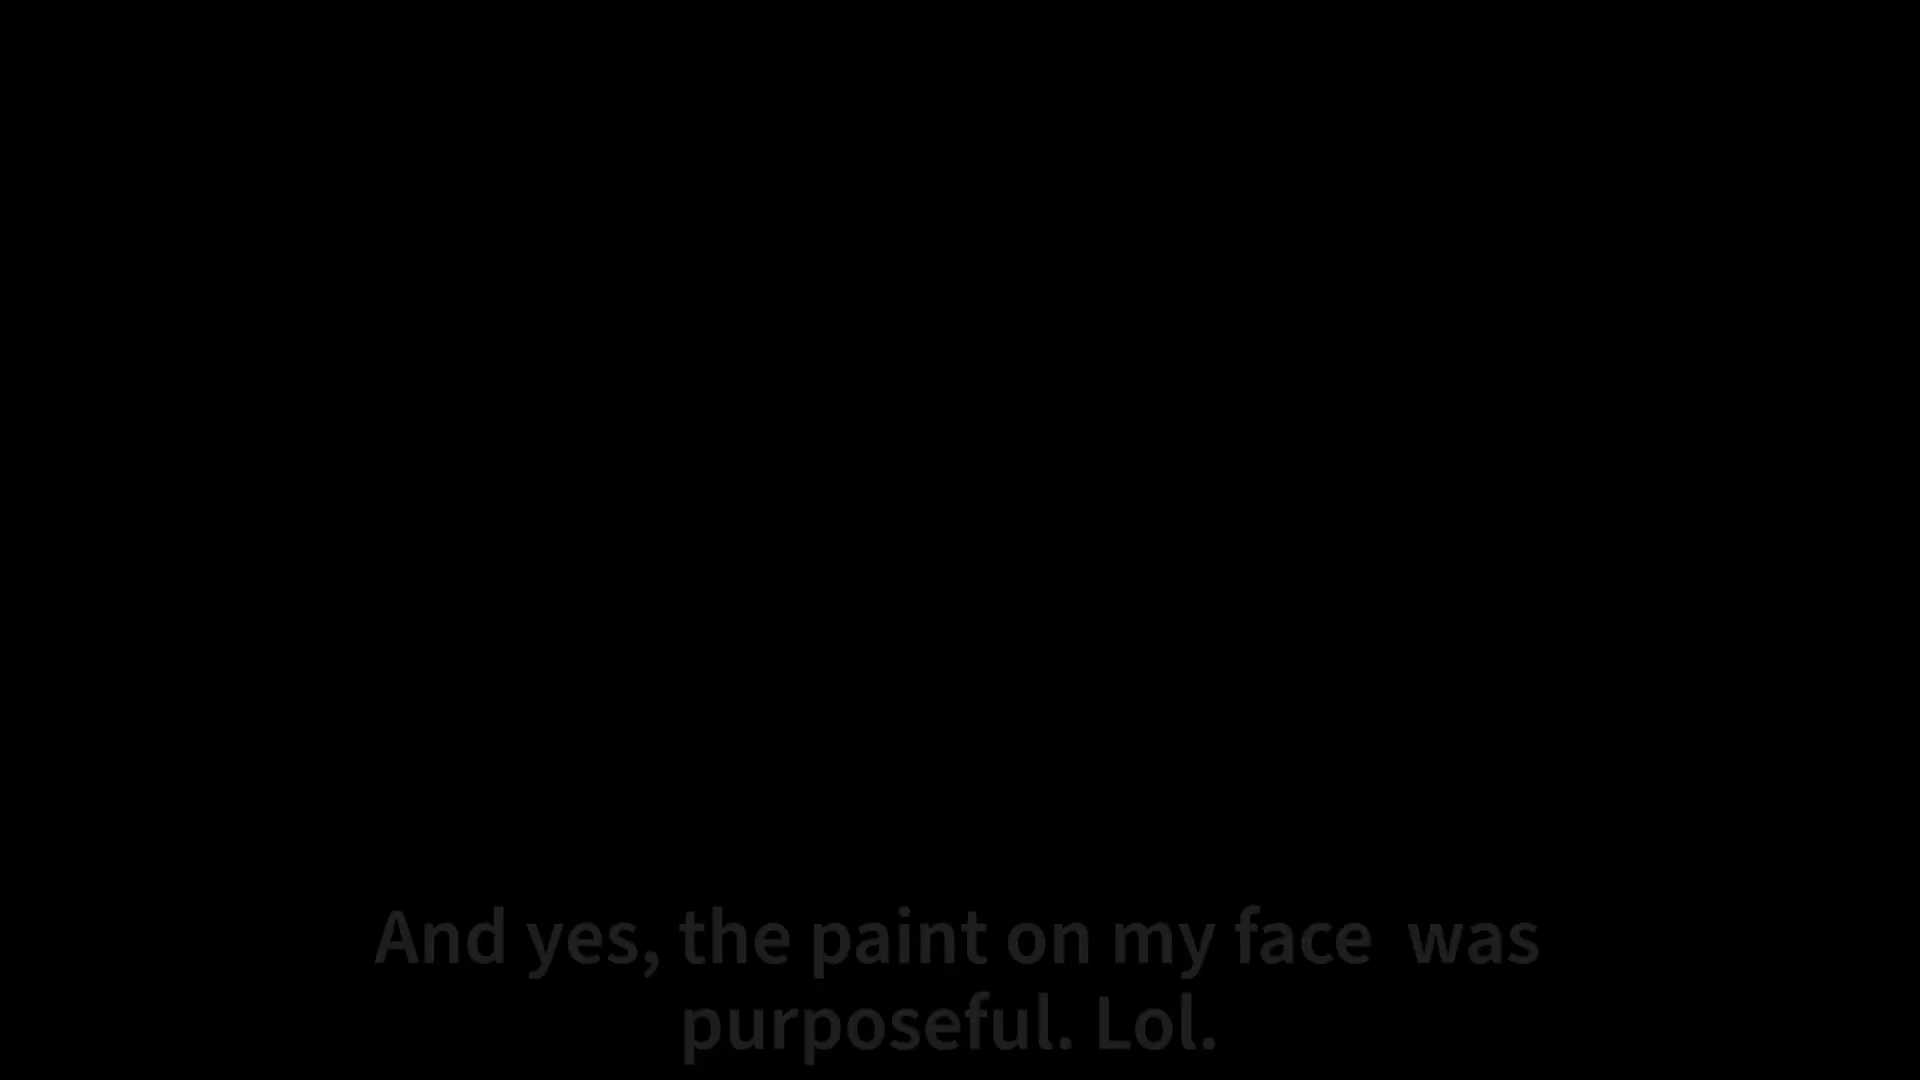 And yes, the paint on my face  was
purposeful. Lol.